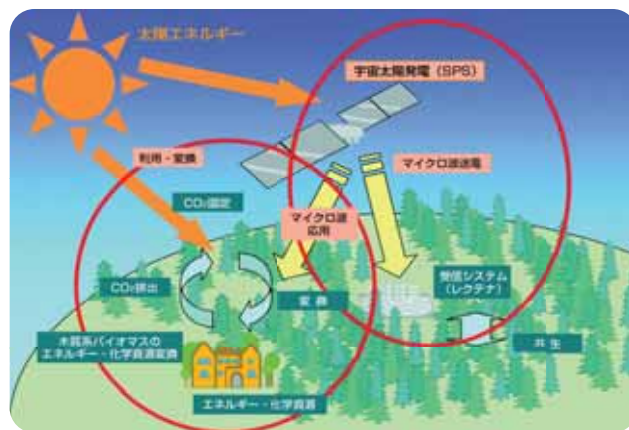 太陽エネルギー
宇宙太陽発電（SPS）
利用・変換
マイクロ波送電
CO₂固定
マイクロ波
応用
受信システム
（レクテナ）
CO₂排出
変換
木質系バイオマスの
エネルギー・化学資源変換
共生
エネルギー・化学資源